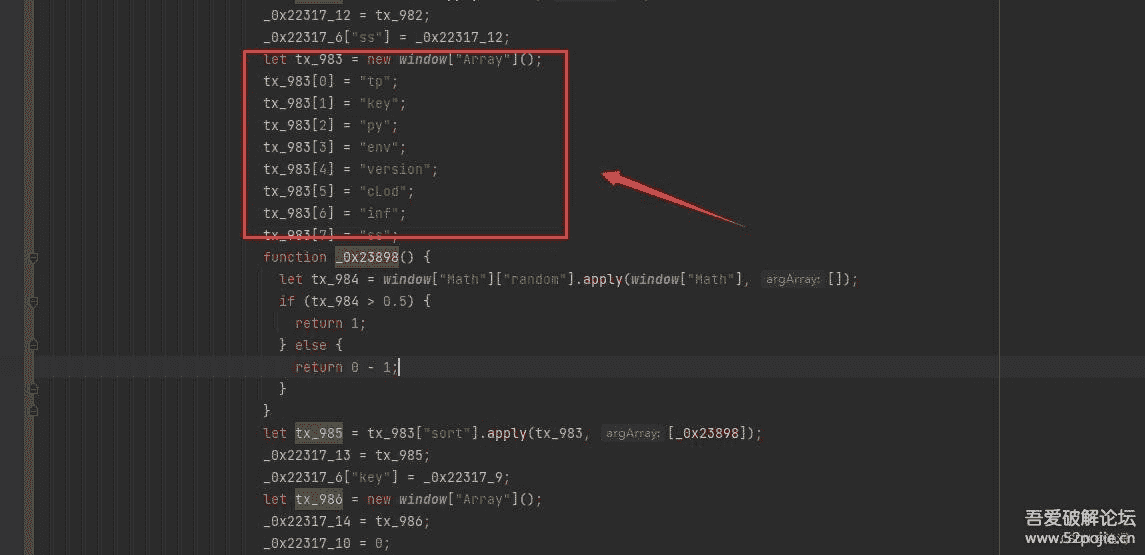 _0x22317_12 = tx_982;
_0x22317_6["ss"] = _0x22317_12;
let tx_983 = new window["Array"]();
tx_983[0] = "tp";
tx_983[1] = "key";
tx_983[2] = "py";
tx_983[3] = "env";
tx_983[4] = "version";
tx_983[5] = "cLod";
tx_983[6] = "inf";
tx_983[7] = "ss";
function _0x23898() {
let tx_984 = window["Math"]["random"].apply(window["Math"], argArray: []);
if (tx_984 > 0.5) {
return 1;
} else {
return 0 - 1;
}
}
let tx_985 = tx_983["sort"].apply(tx_983, argArray: [_0x23898]);
_0x22317_13 = tx_985;
_0x22317_6["key"] = _0x22317_9;
let tx_986 = new window["Array"]();
_0x22317_14 = tx_986;
_0x22317_10 = 0;
吾爱破解论坛
www.52pojie.cn